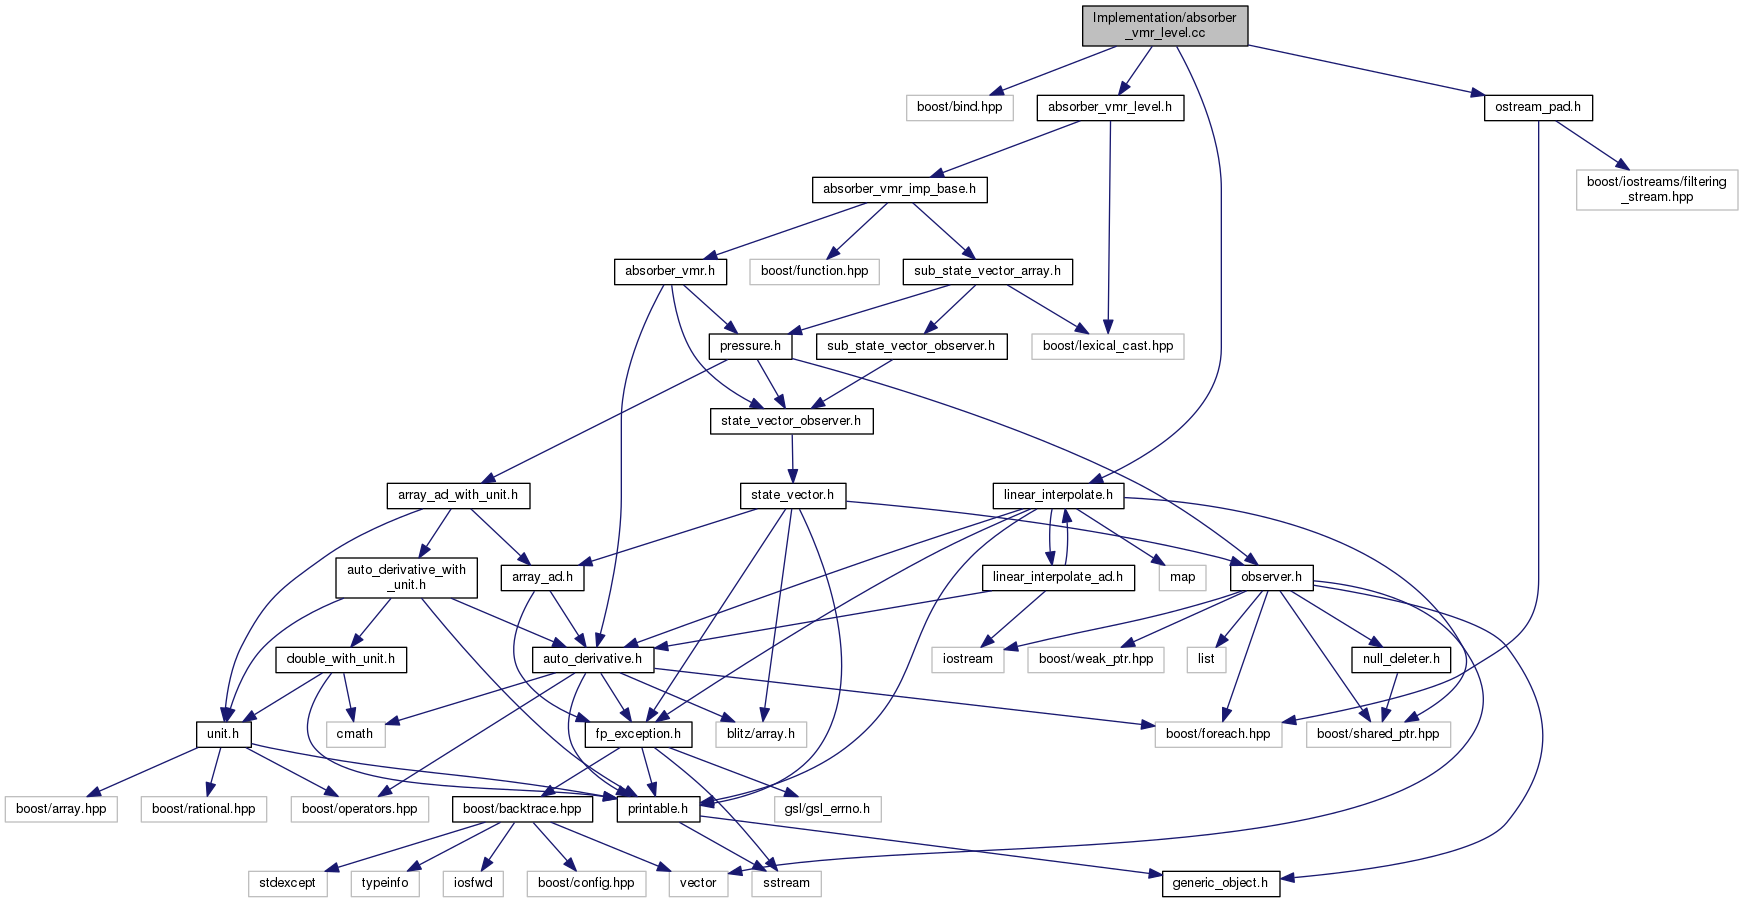 Implementation/absorber
_vmr_level.cc
boost/bind.hpp
absorber_vmr_level.h
ostream_pad.h
absorber_vmr_imp_base.h
boost/iostreams/filtering
_stream.hpp
absorber_vmr.h
boost/function.hpp
sub_state_vector_array.h
pressure.h
sub_state_vector_observer.h
boost/lexical_cast.hpp
state_vector_observer.h
array_ad_with_unit.h
state_vector.h
linear_interpolate.h
auto_derivative_with
_unit.h
array_ad.h
linear_interpolate_ad.h
map
observer.h
double_with_unit.h
auto_derivative.h
iostream
boost/weak_ptr.hpp
list
null_deleter.h
unit.h
cmath
fp_exception.h
blitz/array.h
boost/foreach.hpp
boost/shared_ptr.hpp
boost/array.hpp
boost/rational.hpp
boost/operators.hpp
boost/backtrace.hpp
printable.h
gsl/gsl_errno.h
stdexcept
typeinfo
iosfwd
boost/config.hpp
vector
sstream
generic_object.h